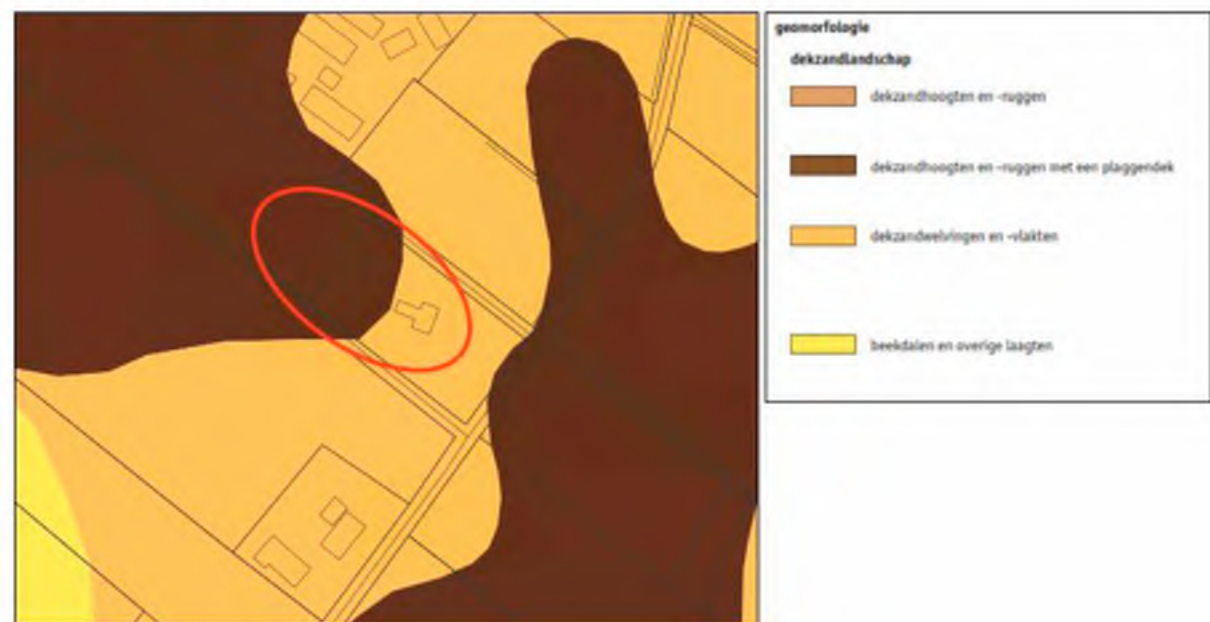 geomorfologie
dekzandlandschap
dekzandhoogten en -ruggen
dekzandhoogten en -ruggen met een plaggendek
dekzandwelvingen en -vlakten
beekdalen en overige laagten